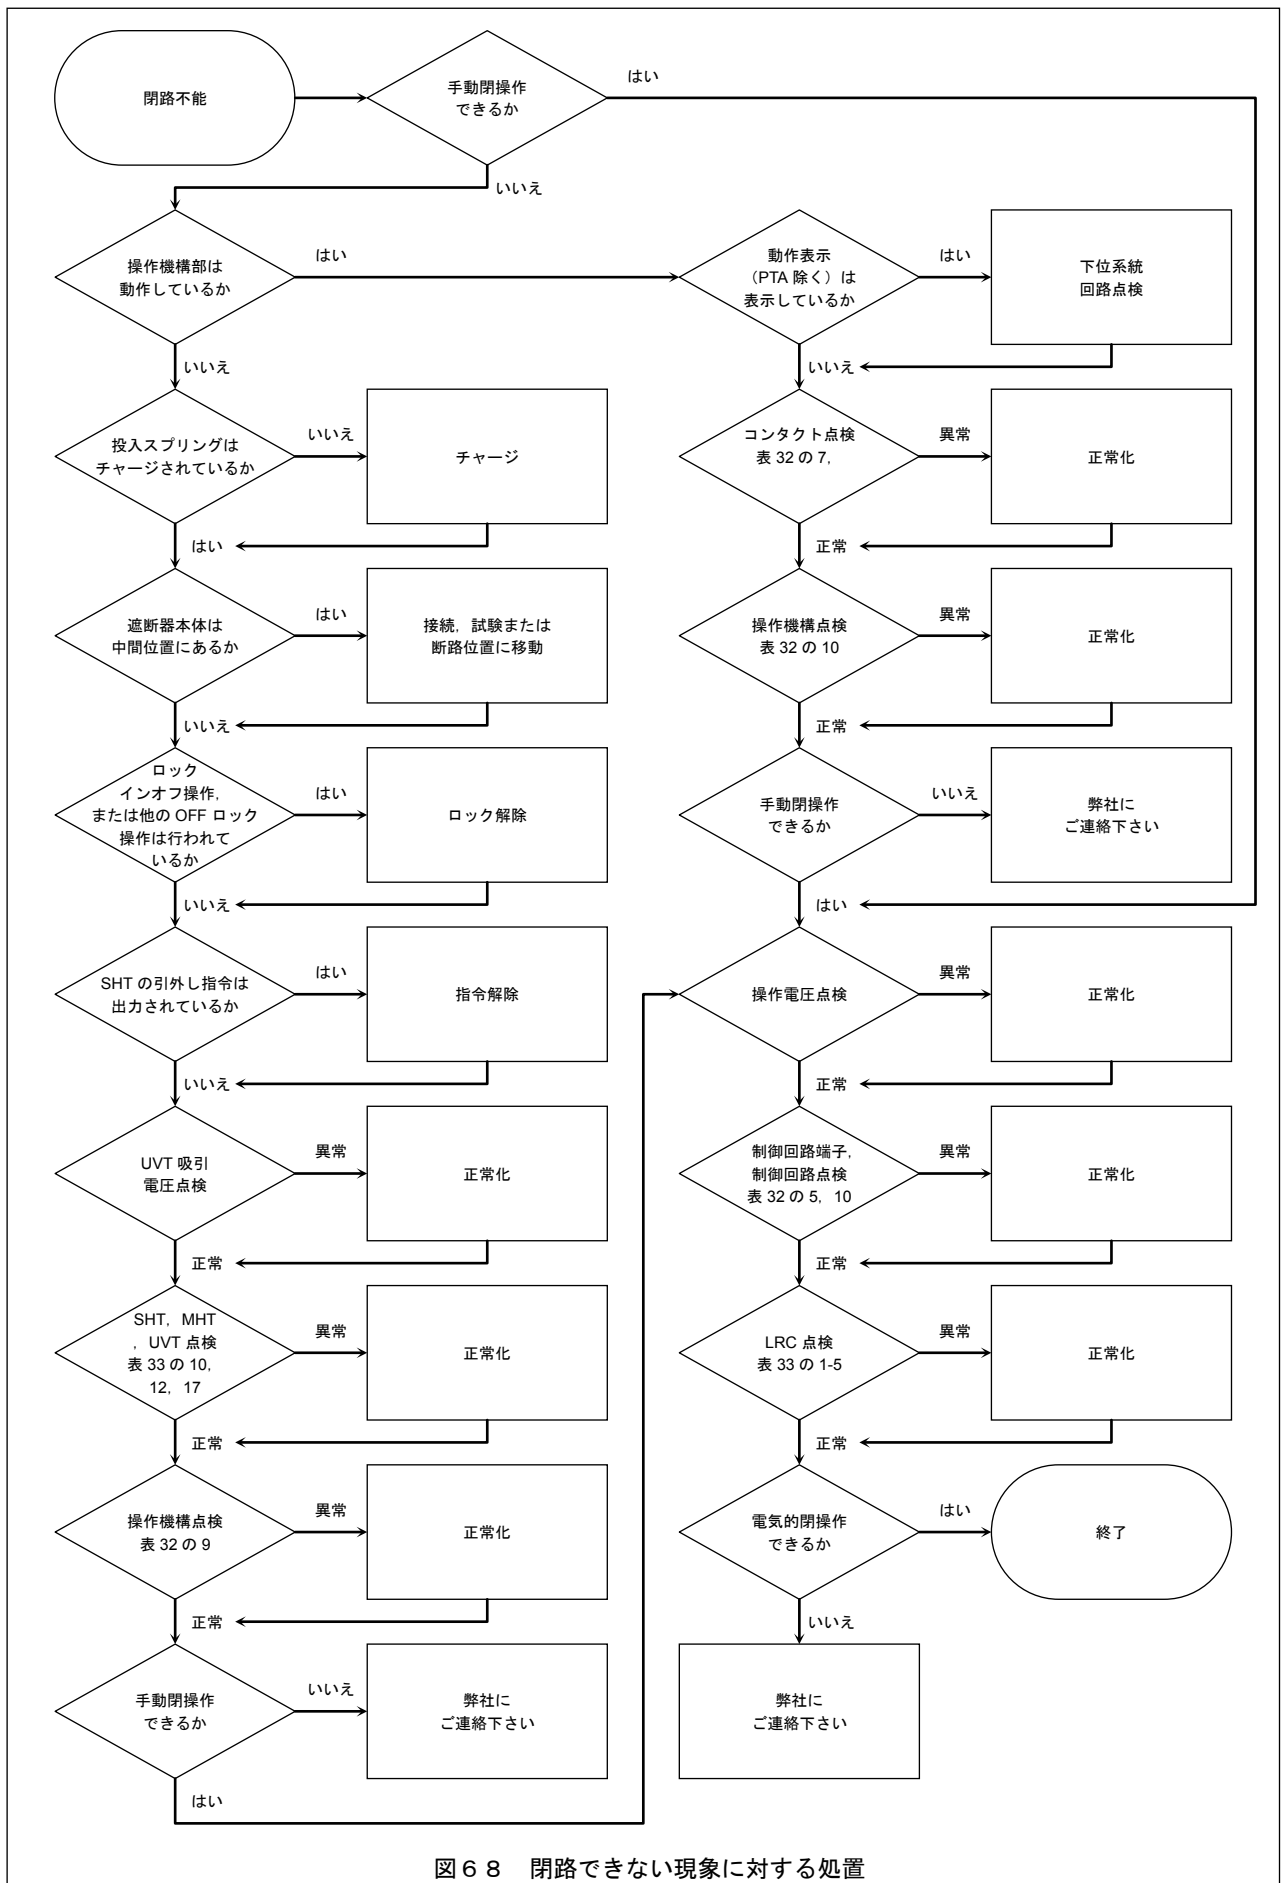 閉路不能
手動閉操作
できるか
はい
いいえ
操作機構部は
動作しているか
はい
いいえ
動作表示
（PTA 除く）は
表示しているか
はい
いいえ
下位系統
回路点検
投入スプリングは
チャージされているか
いいえ
はい
チャージ
コンタクト点検
表 32 の 7，
異常
正常
正常化
遮断器本体は
中間位置にあるか
はい
いいえ
接続，試験または
断路位置に移動
操作機構点検
表 32 の 10
異常
正常
正常化
ロック
インオフ操作，
または他の OFF ロック
操作は行われて
いるか
はい
いいえ
ロック解除
手動閉操作
できるか
いいえ
はい
弊社に
ご連絡下さい
SHT の引外し指令は
出力されているか
はい
いいえ
指令解除
操作電圧点検
異常
正常
正常化
UVT 吸引
電圧点検
異常
正常
正常化
制御回路端子，
制御回路点検
表 32 の 5，10
異常
正常
正常化
SHT，MHT
，UVT 点検
表 33 の 10，
12，17
異常
正常
正常化
LRC 点検
表 33 の 1-5
異常
正常
正常化
操作機構点検
表 32 の 9
異常
正常
正常化
電気的閉操作
できるか
はい
いいえ
終了
手動閉操作
できるか
いいえ
はい
弊社に
ご連絡下さい
弊社に
ご連絡下さい
図６８　閉路できない現象に対する処置